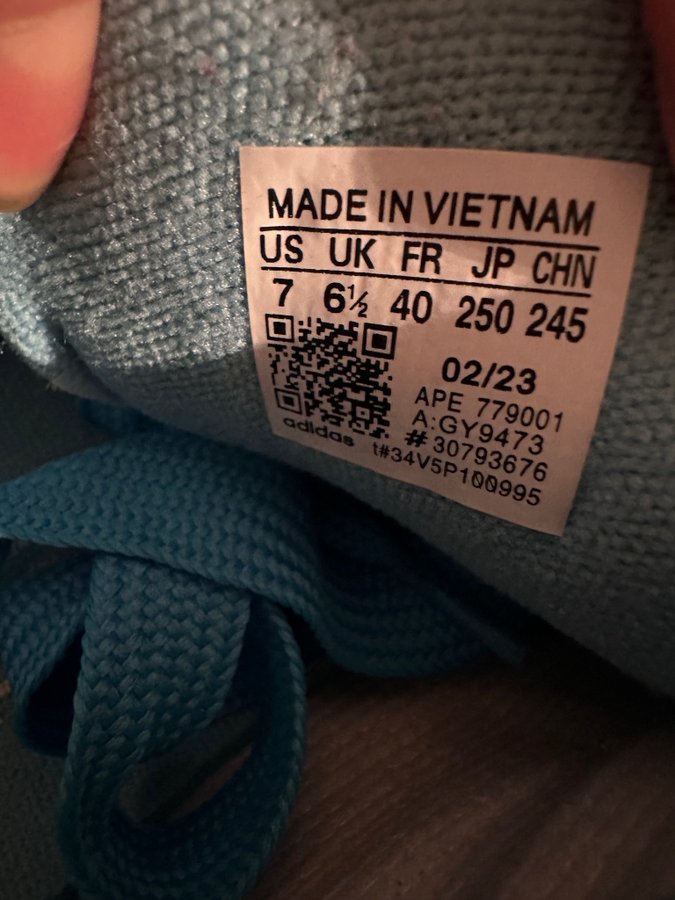 MADE IN VIETNAM
US UK FR JP CHN
7 6½ 40 250 245
02/23
APE 779001
A:GY9473
# 30793676
t#34V5P100995
adidas